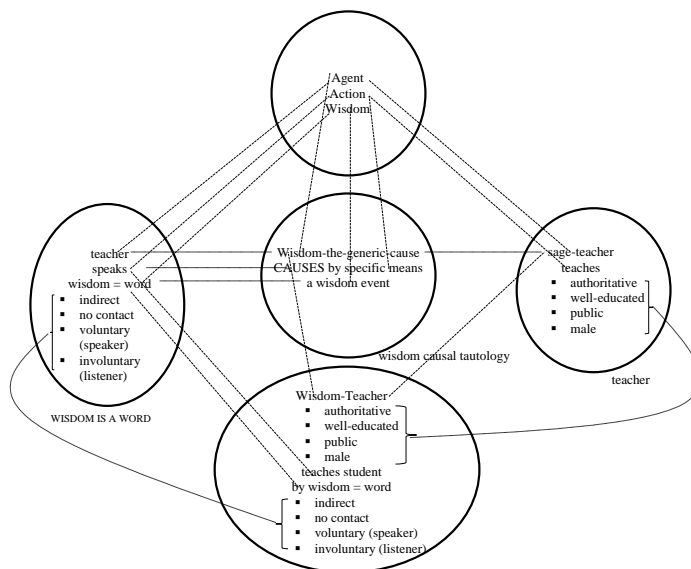 Agent
Action
Wisdom
teacher
speaks
wisdom = word
▪ indirect
▪ no contact
▪ voluntary
(speaker)
▪ involuntary
(listener)
WISDOM IS A WORD
Wisdom-the-generic-cause
CAUSES by specific means
a wisdom event
wisdom causal tautology
sage-teacher
teaches
▪ authoritative
▪ well-educated
▪ public
▪ male
teacher
Wisdom-Teacher
▪ authoritative
▪ well-educated
▪ public
▪ male
teaches student
by wisdom = word
▪ indirect
▪ no contact
▪ voluntary (speaker)
▪ involuntary (listener)